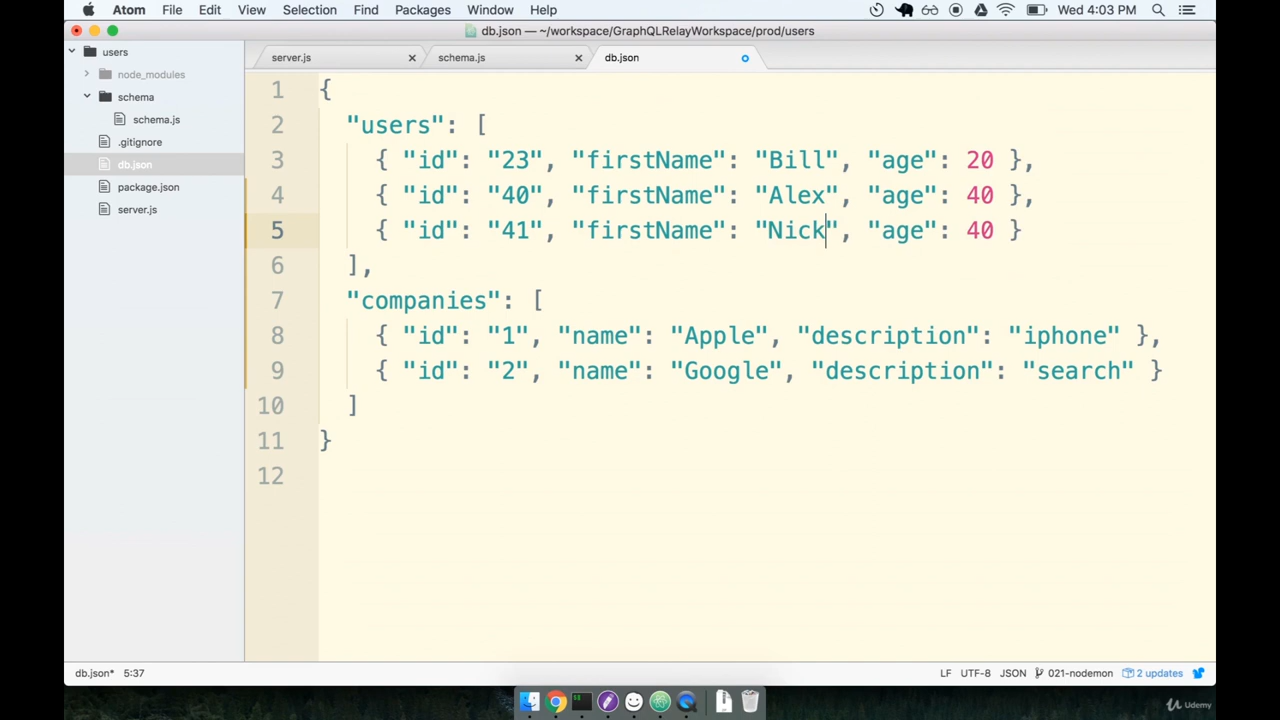 Atom File Edit View Selection Find Packages Window Help Wed 4:03 PM
db.json — ~/workspace/GraphQLRelayWorkspace/prod/users
users
server.js schema.js db.json
node_modules
schema
schema.js
.gitignore
db.json
package.json
server.js
1 {
2 "users": [
3 { "id": "23", "firstName": "Bill", "age": 20 },
4 { "id": "40", "firstName": "Alex", "age": 40 },
5 { "id": "41", "firstName": "Nick", "age": 40 }
6 ],
7 "companies": [
8 { "id": "1", "name": "Apple", "description": "iphone" },
9 { "id": "2", "name": "Google", "description": "search" }
10 ]
11 }
12
db.json* 5:37 LF UTF-8 JSON 021-nodemon 2 updates
Udemy